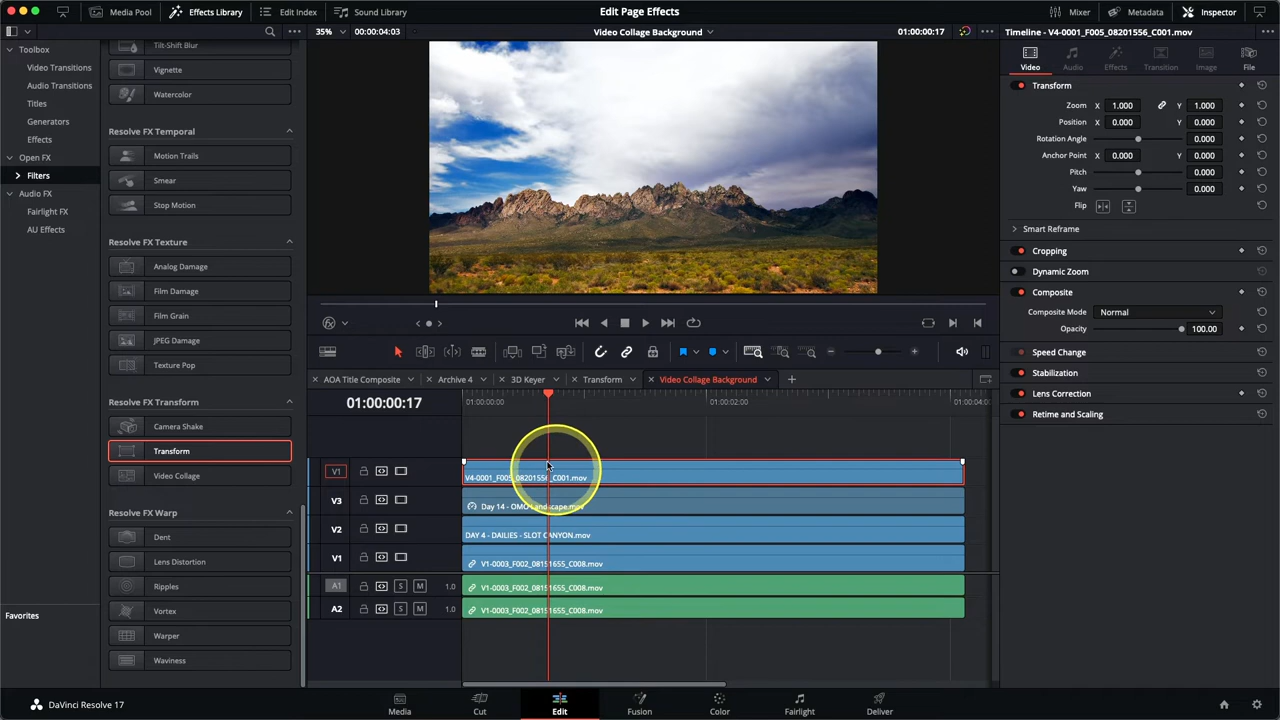 Media Pool
Effects Library
Edit Index
Sound Library
Edit Page Effects
Mixer
Metadata
Inspector
35%
00:00:04:03
Video Collage Background
01:00:00:17
Timeline - V4-0001_F005_08201556_C001.mov
Toolbox
Video Transitions
Audio Transitions
Titles
Generators
Effects
Open FX
Filters
Audio FX
Fairlight FX
AU Effects
Favorites
Tilt-Shift Blur
Vignette
Watercolor
Resolve FX Temporal
Motion Trails
Smear
Stop Motion
Resolve FX Texture
Analog Damage
Film Damage
Film Grain
JPEG Damage
Texture Pop
Resolve FX Transform
Camera Shake
Transform
Video Collage
Resolve FX Warp
Dent
Lens Distortion
Ripples
Vortex
Warper
Waviness
Video
Audio
Effects
Transition
Image
File
Transform
Zoom X 1.000 Y 1.000
Position X 0.000 Y 0.000
Rotation Angle 0.000
Anchor Point X 0.000 Y 0.000
Pitch 0.000
Yaw 0.000
Flip
Smart Reframe
Cropping
Dynamic Zoom
Composite
Composite Mode Normal
Opacity 100.00
Speed Change
Stabilization
Lens Correction
Retime and Scaling
AOA Title Composite
Archive 4
3D Keyer
Transform
Video Collage Background
01:00:00:17
01:00:00:00
01:00:02:00
V1
V4-0001_F005_08201556_C001.mov
V3
Day 14 - OMO Landscape.mov
V2
DAY 4 - DAILIES - SLOT CANYON.mov
V1
V1-0003_F002_08151655_C008.mov
A1 S M 1.0
V1-0003_F002_08151655_C008.mov
A2 S M 1.0
V1-0003_F002_08151655_C008.mov
DaVinci Resolve 17
Media
Cut
Edit
Fusion
Color
Fairlight
Deliver